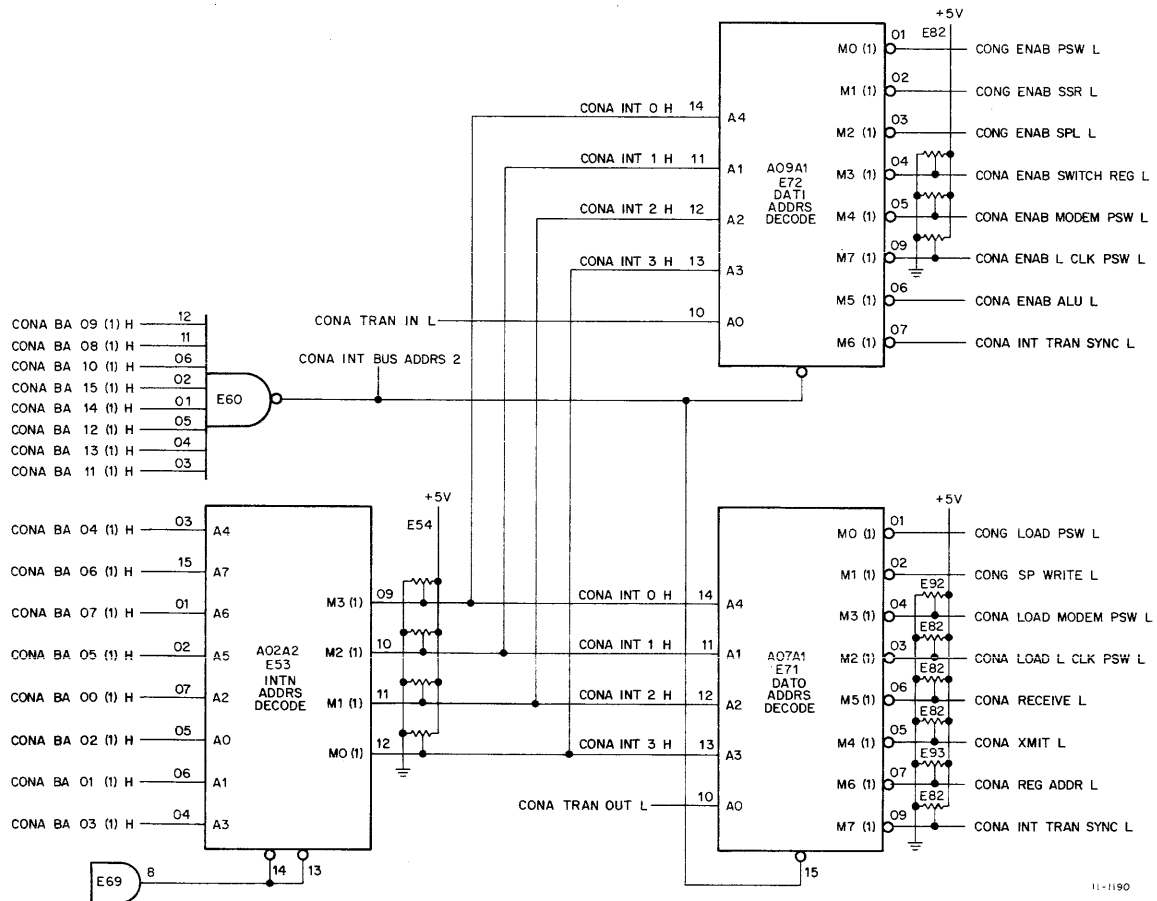 +5V
E82
M0 (1) 01 CONG ENAB PSW L
M1 (1) 02 CONG ENAB SSR L
CONA INT 0 H 14 A4
M2 (1) 03 CONG ENAB SPL L
CONA INT 1 H 11 A1
A09A1
E72
DATI
ADDRS
DECODE
M3 (1) 04 CONA ENAB SWITCH REG L
CONA INT 2 H 12 A2
M4 (1) 05 CONA ENAB MODEM PSW L
CONA INT 3 H 13 A3
M7 (1) 09 CONA ENAB L CLK PSW L
CONA TRAN IN L 10 A0
M5 (1) 06 CONA ENAB ALU L
M6 (1) 07 CONA INT TRAN SYNC L
CONA BA 09 (1) H 12
CONA BA 08 (1) H 11
CONA BA 10 (1) H 06
CONA BA 15 (1) H 02
CONA BA 14 (1) H 01
CONA BA 12 (1) H 05
CONA BA 13 (1) H 04
CONA BA 11 (1) H 03
E60
CONA INT BUS ADDRS 2
CONA BA 04 (1) H 03 A4
CONA BA 06 (1) H 15 A7
CONA BA 07 (1) H 01 A6
CONA BA 05 (1) H 02 A5
CONA BA 00 (1) H 07 A2
CONA BA 02 (1) H 05 A0
CONA BA 01 (1) H 06 A1
CONA BA 03 (1) H 04 A3
A02A2
E53
INTN
ADDRS
DECODE
+5V
E54
M3 (1) 09
M2 (1) 10
M1 (1) 11
M0 (1) 12
14 13
E69 8
CONA INT 0 H 14 A4
CONA INT 1 H 11 A1
CONA INT 2 H 12 A2
CONA INT 3 H 13 A3
CONA TRAN OUT L 10 A0
A07A1
E71
DATO
ADDRS
DECODE
15
+5V
M0 (1) 01 CONG LOAD PSW L
M1 (1) 02 CONG SP WRITE L
E92
M3 (1) 04 CONA LOAD MODEM PSW L
E82
M2 (1) 03 CONA LOAD L CLK PSW L
E82
M5 (1) 06 CONA RECEIVE L
E82
M4 (1) 05 CONA XMIT L
E93
M6 (1) 07 CONA REG ADDR L
E82
M7 (1) 09 CONA INT TRAN SYNC L
11-1190